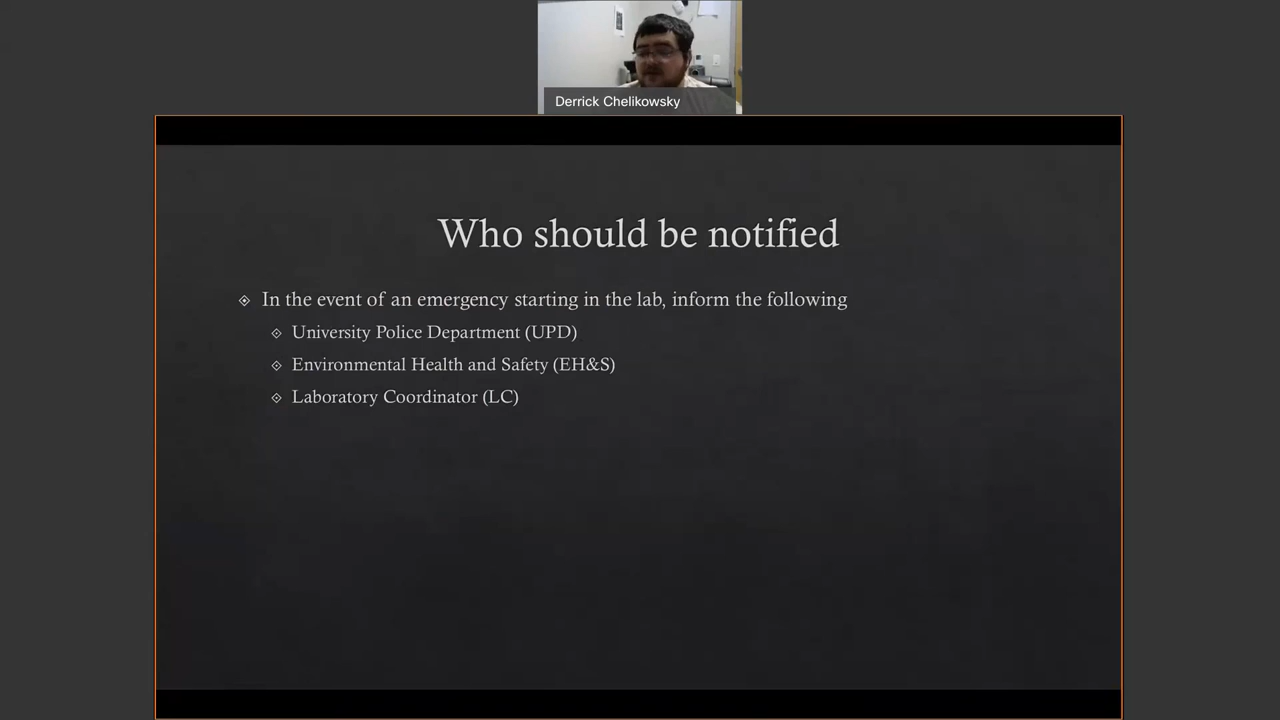 Derrick Chelikowsky
Who should be notified
In the event of an emergency starting in the lab, inform the following
University Police Department (UPD)
Environmental Health and Safety (EH&S)
Laboratory Coordinator (LC)